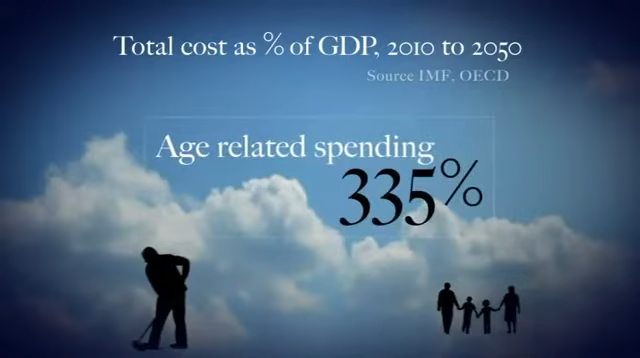 Total cost as % of GDP, 2010 to 2050
Source IMF, OECD
Age related spending
335%